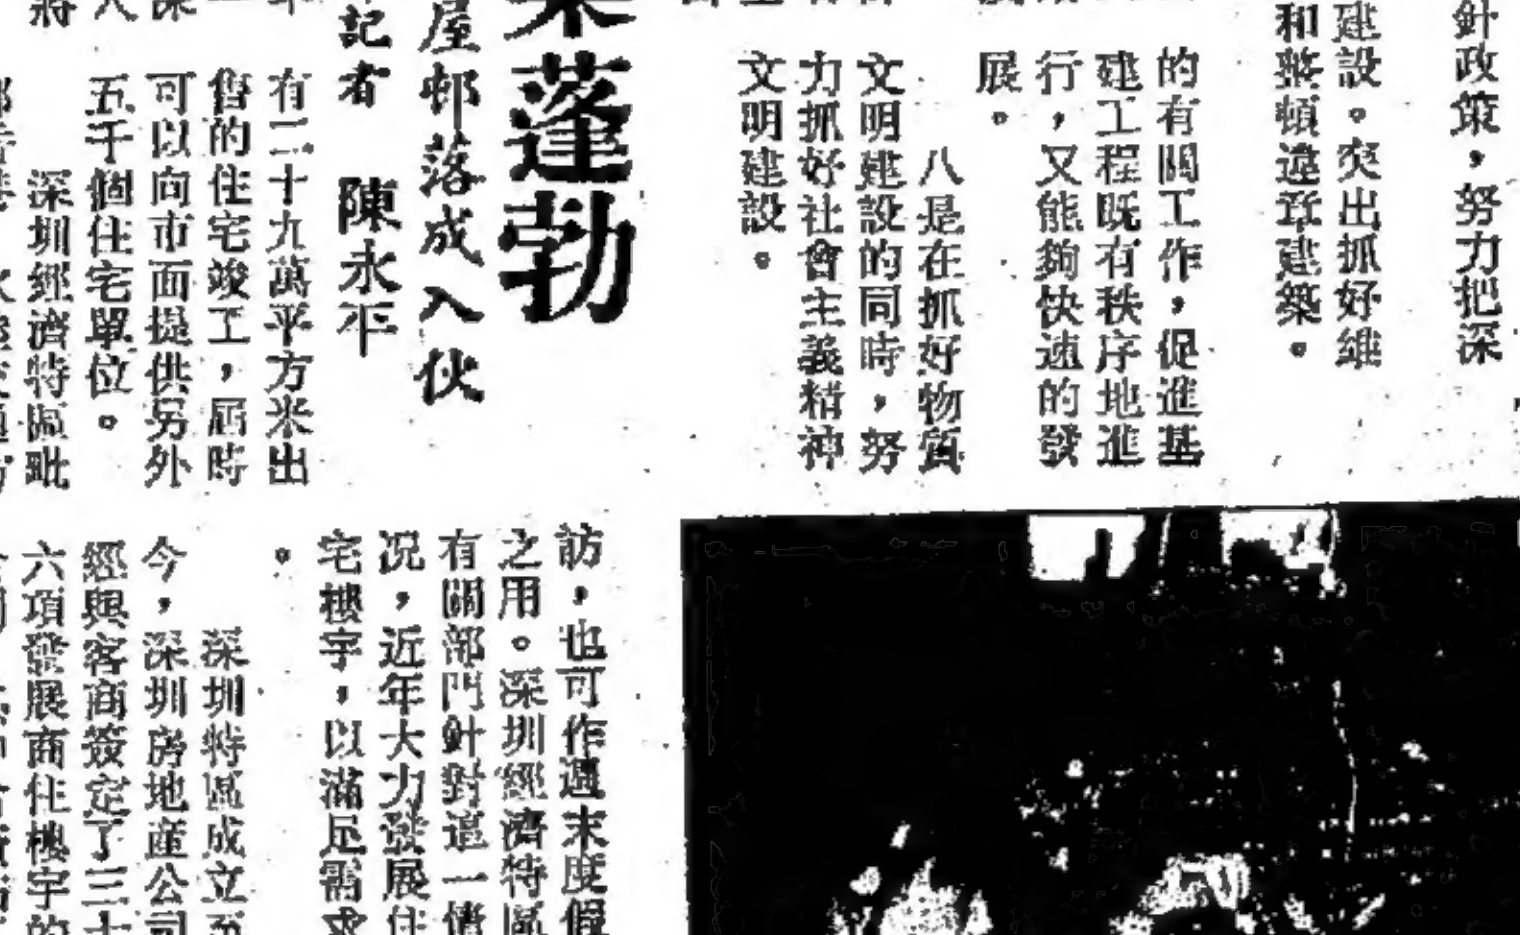 針政策，努力把深
建設。突出抓好維
和整頓違章建築。
的有關工作，促進基
建工程既有秩序地進
行，又能夠快速的發
展。
八是在抓好物質
文明建設的同時，努
力抓好社會主義精神
文明建設。
蓬勃
屋邨落成入伙
記者　陳永平
有二十九萬平方米出
售的住宅竣工，屆時
可以向市面提供另外
五千個住宅單位。
深圳經濟特區毗
訪，也可作週末度假
之用。深圳經濟特區
有關部門針對這一情
況，近年大力發展住
宅樓宇，以滿足需求
。
深圳特區成立至
今，深圳房地產公司
經與客商簽定了三十
六項發展商住樓宇的